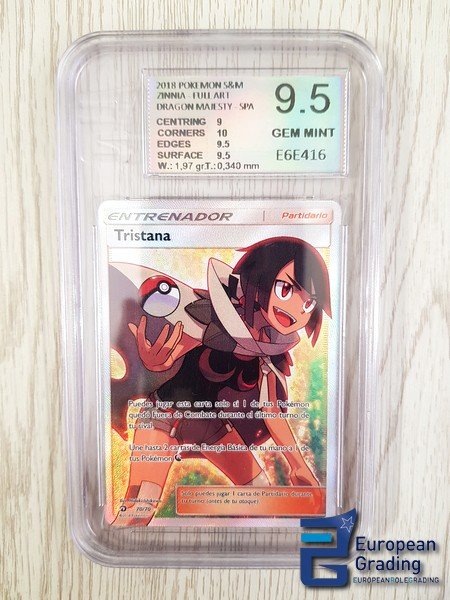 2018 POKEMON S&M
ZINNIA - FULL ART
DRAGON MAJESTY - SPA
CENTRING 9
CORNERS 10
EDGES 9.5
SURFACE 9.5
W.: 1,97 gr.T.:0,340 mm
9.5
GEM MINT
E6E416
ENTRENADOR
Partidario
Tristana
Puedes jugar esta carta solo si 1 de tus Pokémon
quedó Fuera de Combate durante el último turno de
tu rival.
Une hasta 2 cartas de Energía Básica de tu mano a 1 de
tus Pokémon
Solo puedes jugar 1 carta de Partidario durante
tu turno (antes de tu ataque).
70/70
European
Grading
EUROPEANPOLEGRADING